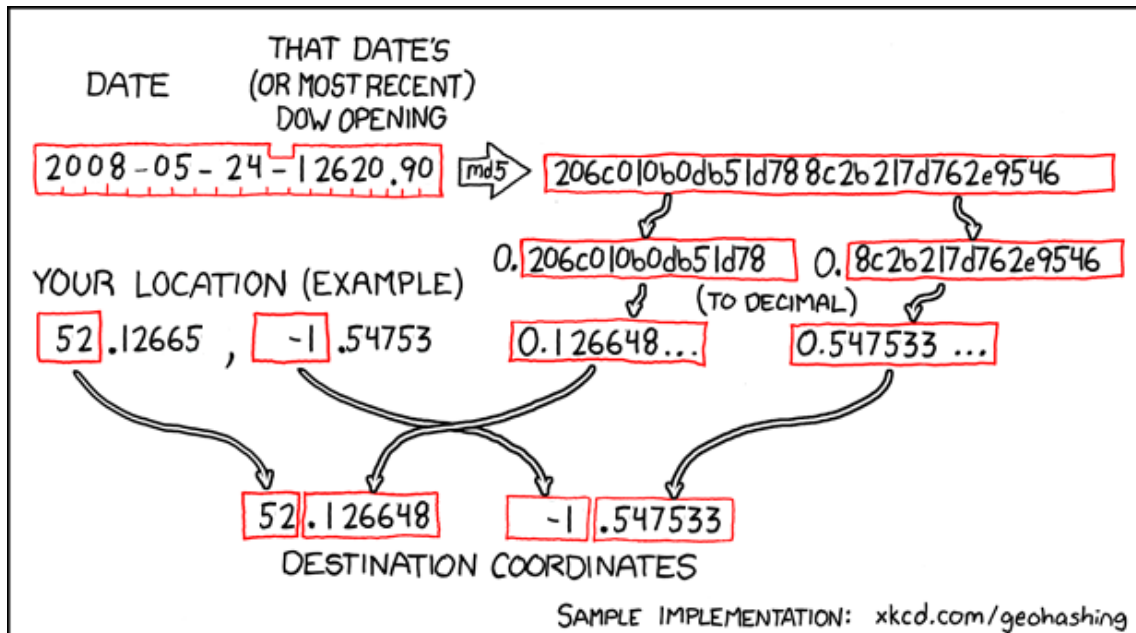 DATE
THAT DATE'S
(OR MOST RECENT)
DOW OPENING
2008-05-24-12620.90
md5
206c010b0db51d788c2b217d762e9546
0.206c010b0db51d78
0.8c2b217d762e9546
YOUR LOCATION (EXAMPLE)
(TO DECIMAL)
52.12665, -1.54753
0.126648...
0.547533...
52.126648
-1.547533
DESTINATION COORDINATES
SAMPLE IMPLEMENTATION: xkcd.com/geohashing